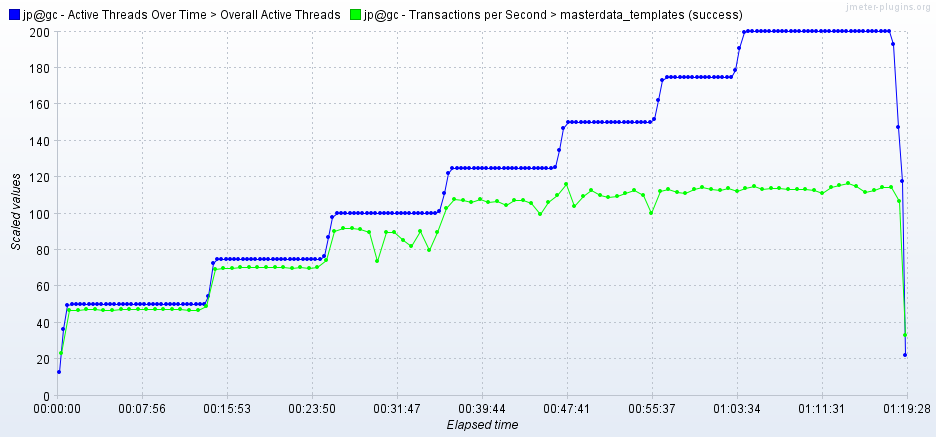 jp@gc - Active Threads Over Time > Overall Active Threads jp@gc - Transactions per Second > masterdata_templates (success)
jmeter-plugins.org
200
180
160
140
120
100
80
60
40
20
0
Scaled values
00:00:00 00:07:56 00:15:53 00:23:50 00:31:47 00:39:44 00:47:41 00:55:37 01:03:34 01:11:31 01:19:28
Elapsed time